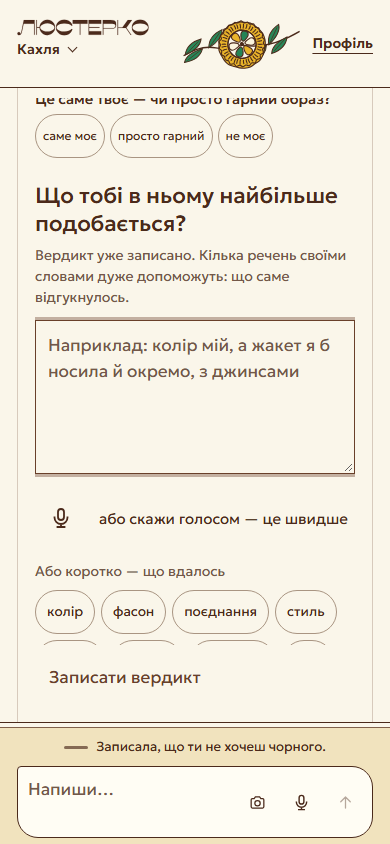 ЛЮСТЕРКО
Кахля
Профіль
Це саме твоє — чи просто гарний образ?
саме моє
просто гарний
не моє
Що тобі в ньому найбільше
подобається?
Вердикт уже записано. Кілька речень своїми
словами дуже допоможуть: що саме
відгукнулось.
Наприклад: колір мій, а жакет я б
носила й окремо, з джинсами
або скажи голосом — це швидше
Або коротко — що вдалось
колір
фасон
поєднання
стиль
Записати вердикт
Записала, що ти не хочеш чорного.
Напиши...